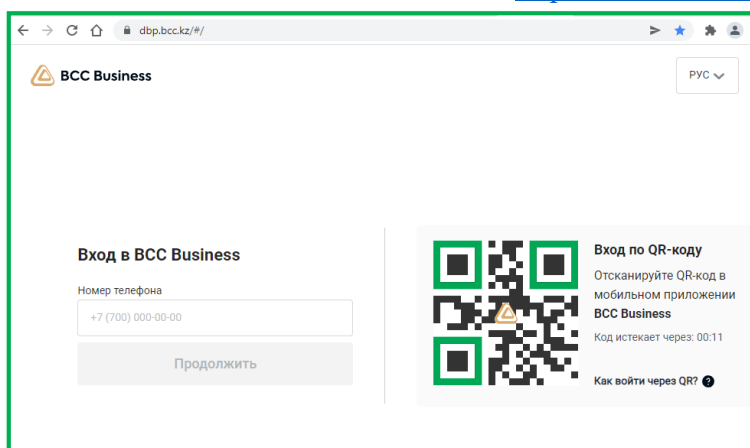 dbp.bcc.kz/#/
BCC Business
РУС
Вход в BCC Business
Номер телефона
+7 (700) 000-00-00
Продолжить
Вход по QR-коду
Отсканируйте QR-код в
мобильном приложении
BCC Business
Код истекает через: 00:11
Как войти через QR?